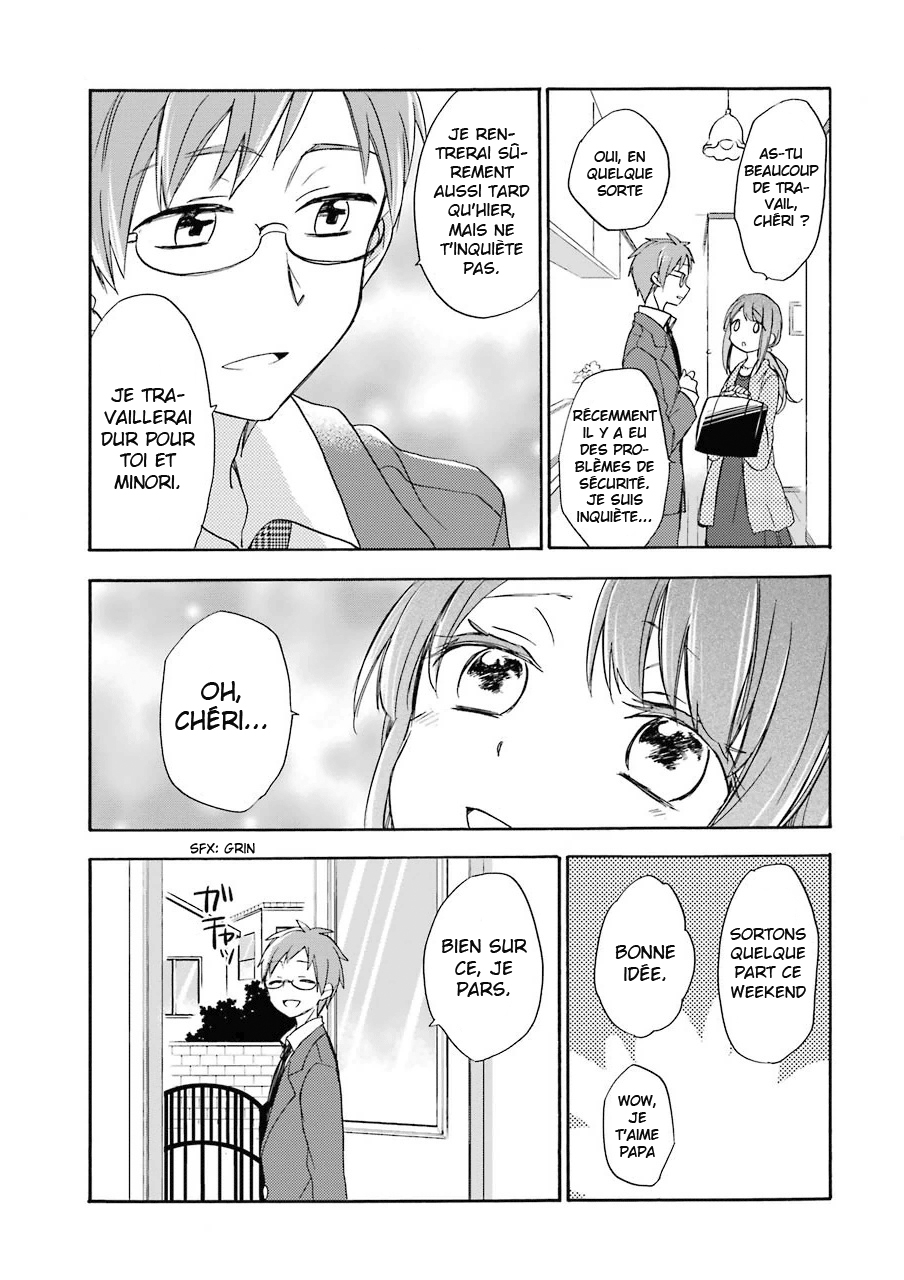 AS-TU
BEAUCOUP
DE TRA-
VAIL,
CHÉRI ?
OUI, EN
QUELQUE
SORTE
RÉCEMMENT
IL Y A EU
DES PRO-
BLÈMES DE
SÉCURITÉ.
JE SUIS
INQUIÈTE...
JE REN-
TRERAI SÛ-
REMENT
AUSSI TARD
QU'HIER,
MAIS NE
T'INQUIÈTE
PAS.
JE TRA-
VAILLERAI
DUR POUR
TOI ET
MINORI.
OH,
CHÉRI...
SORTONS
QUELQUE
PART CE
WEEKEND
BONNE
IDÉE.
WOW,
JE
T'AIME
PAPA
SFX: GRIN
BIEN SUR
CE, JE
PARS.
ガチャッ